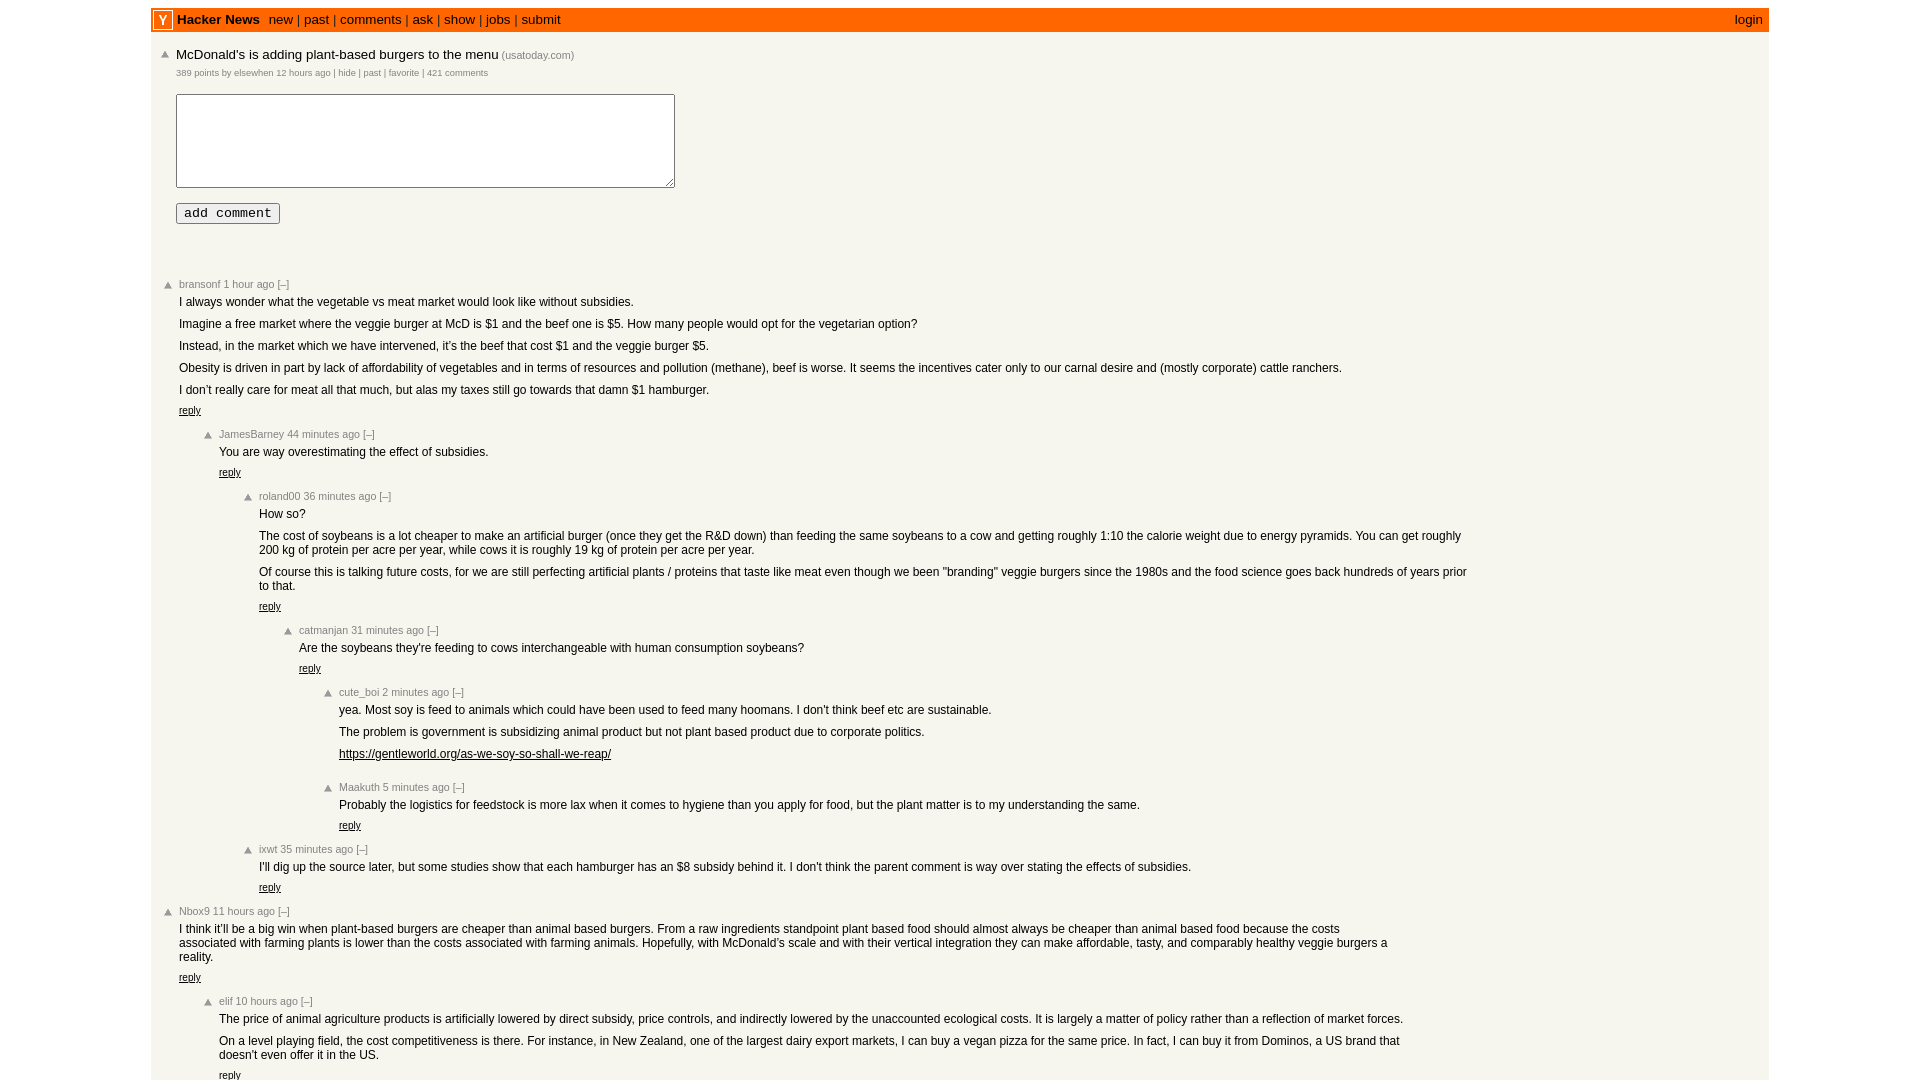 Y Hacker News new | past | comments | ask | show | jobs | submit login
McDonald's is adding plant-based burgers to the menu (usatoday.com)
389 points by elsewhen 12 hours ago | hide | past | favorite | 421 comments
add comment
bransonf 1 hour ago [–]
I always wonder what the vegetable vs meat market would look like without subsidies.
Imagine a free market where the veggie burger at McD is $1 and the beef one is $5. How many people would opt for the vegetarian option?
Instead, in the market which we have intervened, it’s the beef that cost $1 and the veggie burger $5.
Obesity is driven in part by lack of affordability of vegetables and in terms of resources and pollution (methane), beef is worse. It seems the incentives cater only to our carnal desire and (mostly corporate) cattle ranchers.
I don’t really care for meat all that much, but alas my taxes still go towards that damn $1 hamburger.
reply
JamesBarney 44 minutes ago [–]
You are way overestimating the effect of subsidies.
reply
roland00 36 minutes ago [–]
How so?
The cost of soybeans is a lot cheaper to make an artificial burger (once they get the R&D down) than feeding the same soybeans to a cow and getting roughly 1:10 the calorie weight due to energy pyramids. You can get roughly
200 kg of protein per acre per year, while cows it is roughly 19 kg of protein per acre per year.
Of course this is talking future costs, for we are still perfecting artificial plants / proteins that taste like meat even though we been "branding" veggie burgers since the 1980s and the food science goes back hundreds of years prior
to that.
reply
catmanjan 31 minutes ago [–]
Are the soybeans they're feeding to cows interchangeable with human consumption soybeans?
reply
cute_boi 2 minutes ago [–]
yea. Most soy is feed to animals which could have been used to feed many hoomans. I don't think beef etc are sustainable.
The problem is government is subsidizing animal product but not plant based product due to corporate politics.
https://gentleworld.org/as-we-soy-so-shall-we-reap/
Maakuth 5 minutes ago [–]
Probably the logistics for feedstock is more lax when it comes to hygiene than you apply for food, but the plant matter is to my understanding the same.
reply
ixwt 35 minutes ago [–]
I'll dig up the source later, but some studies show that each hamburger has an $8 subsidy behind it. I don't think the parent comment is way over stating the effects of subsidies.
reply
Nbox9 11 hours ago [–]
I think it’ll be a big win when plant-based burgers are cheaper than animal based burgers. From a raw ingredients standpoint plant based food should almost always be cheaper than animal based food because the costs
associated with farming plants is lower than the costs associated with farming animals. Hopefully, with McDonald’s scale and with their vertical integration they can make affordable, tasty, and comparably healthy veggie burgers a
reality.
reply
elif 10 hours ago [–]
The price of animal agriculture products is artificially lowered by direct subsidy, price controls, and indirectly lowered by the unaccounted ecological costs. It is largely a matter of policy rather than a reflection of market forces.
On a level playing field, the cost competitiveness is there. For instance, in New Zealand, one of the largest dairy export markets, I can buy a vegan pizza for the same price. In fact, I can buy it from Dominos, a US brand that
doesn't even offer it in the US.
reply